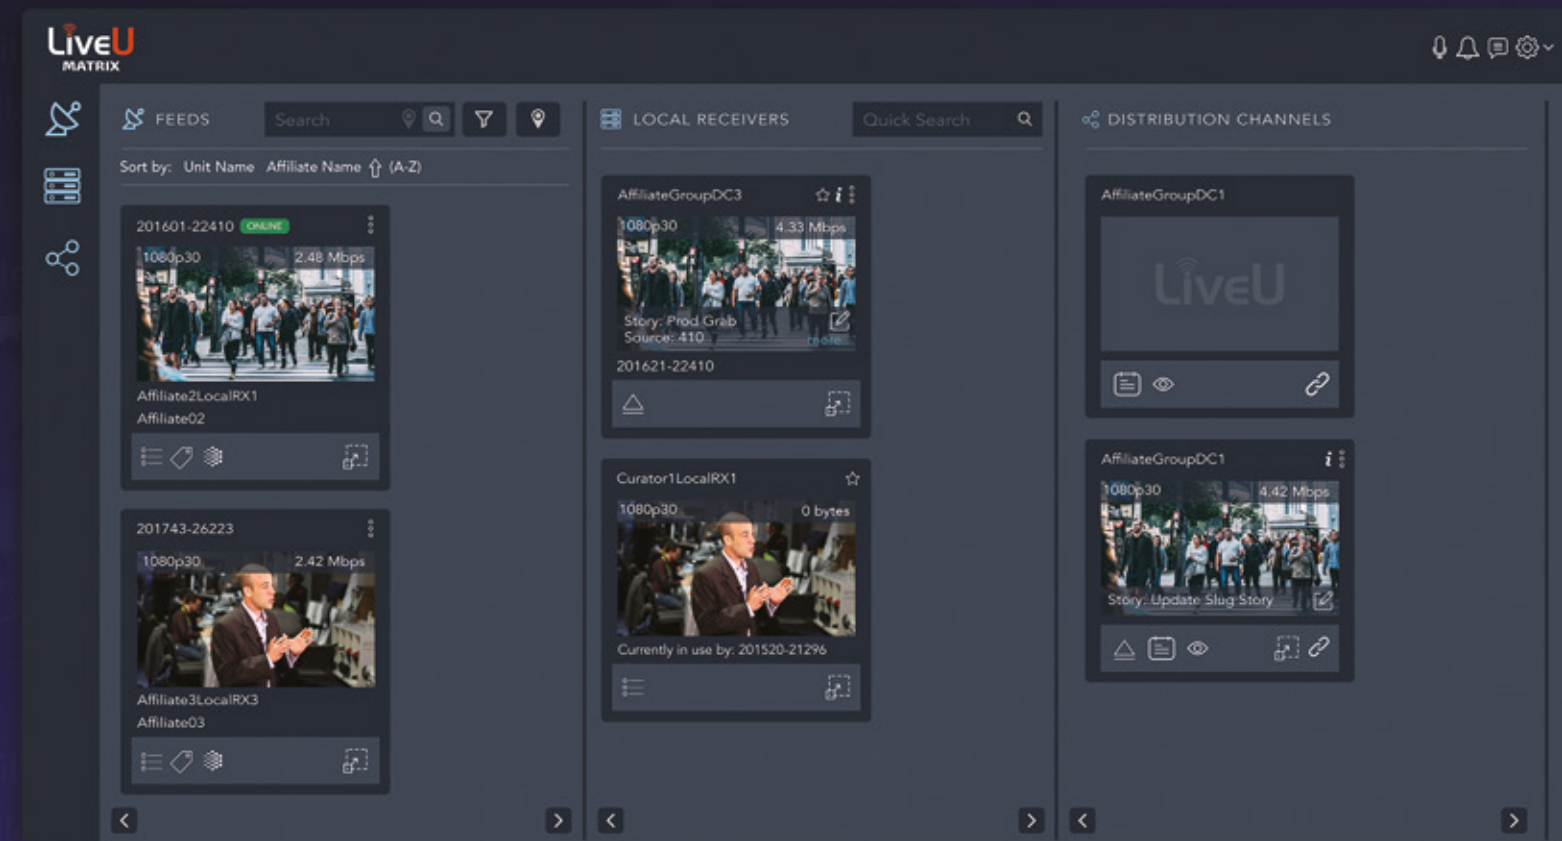 LiveU
MATRIX
FEEDS
Search
Sort by: Unit Name Affiliate Name (A-Z)
201601-22410 ONLINE
1080p30 2.48 Mbps
Affiliate2LocalRX1
Affiliate02
201743-26223
1080p30 2.42 Mbps
Affiliate3LocalRX3
Affiliate03
LOCAL RECEIVERS
Quick Search
AffiliateGroupDC3
1080p30 4.33 Mbps
Story: Prod Grab
Source: 410
more...
201621-22410
Curator1LocalRX1
1080p30 0 bytes
Currently in use by: 201520-21296
DISTRIBUTION CHANNELS
AffiliateGroupDC1
LiveU
AffiliateGroupDC1
1080p30 4.42 Mbps
Story: Update Slug Story